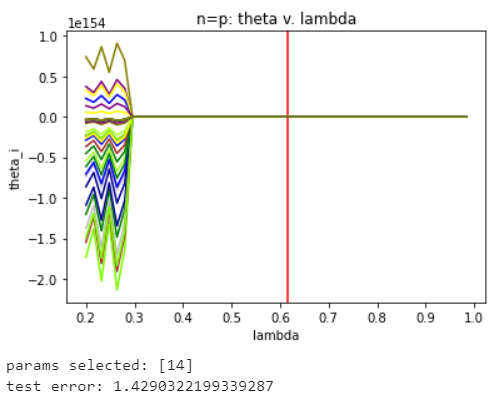 n=p: theta v. lambda
1e154
1.0
0.5
0.0
−0.5
−1.0
−1.5
−2.0
theta_i
0.2 0.3 0.4 0.5 0.6 0.7 0.8 0.9 1.0
lambda
params selected: [14]
test error: 1.4290322199339287